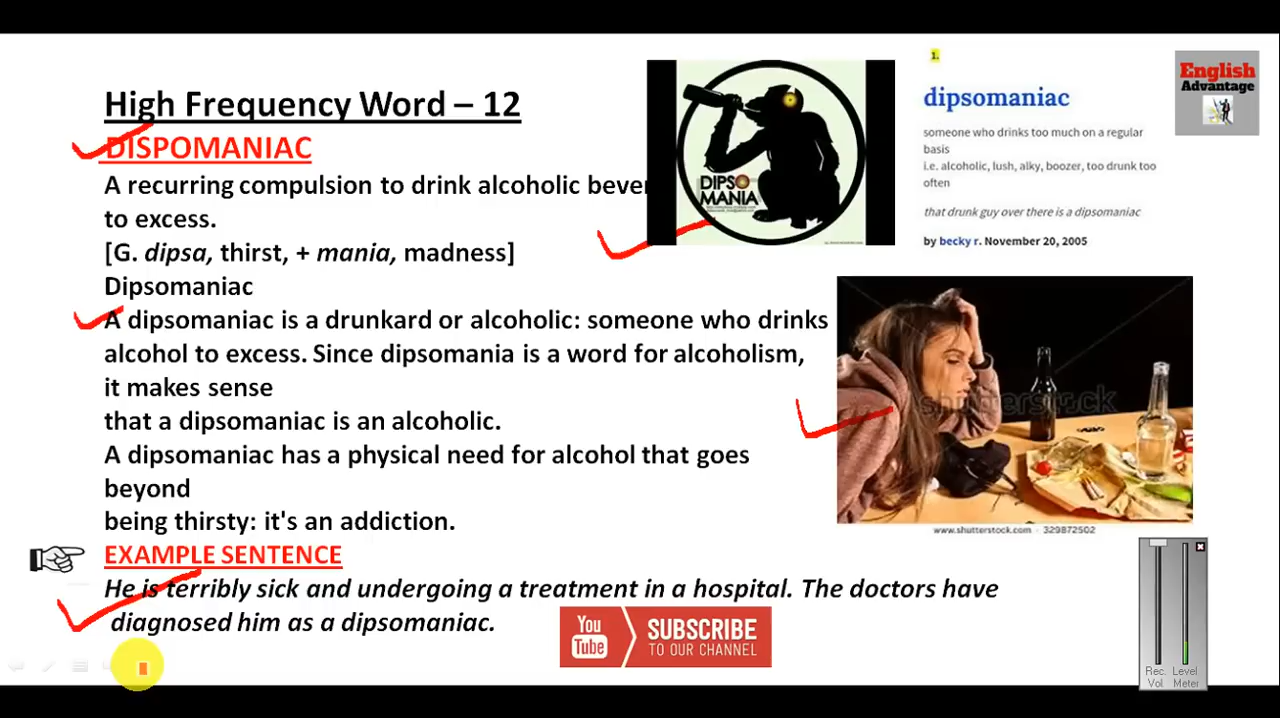 High Frequency Word – 12
DISPOMANIAC
A recurring compulsion to drink alcoholic
to excess.
[G. dipsa, thirst, + mania, madness]
Dipsomaniac
A dipsomaniac is a drunkard or alcoholic: someone who drinks
alcohol to excess. Since dipsomania is a word for alcoholism,
it makes sense
that a dipsomaniac is an alcoholic.
A dipsomaniac has a physical need for alcohol that goes
beyond
being thirsty: it's an addiction.
EXAMPLE SENTENCE
He is terribly sick and undergoing a treatment in a hospital. The doctors have
diagnosed him as a dipsomaniac.
DIPSO
MANIA
1.
dipsomaniac
someone who drinks too much on a regular
basis
i.e. alcoholic, lush, alky, boozer, too drunk too
often
that drunk guy over there is a dipsomaniac
by becky r. November 20, 2005
English
Advantage
shutterstock
www.shutterstock.com · 329872502
You
Tube
SUBSCRIBE
TO OUR CHANNEL
Rec. Level
Vol Meter